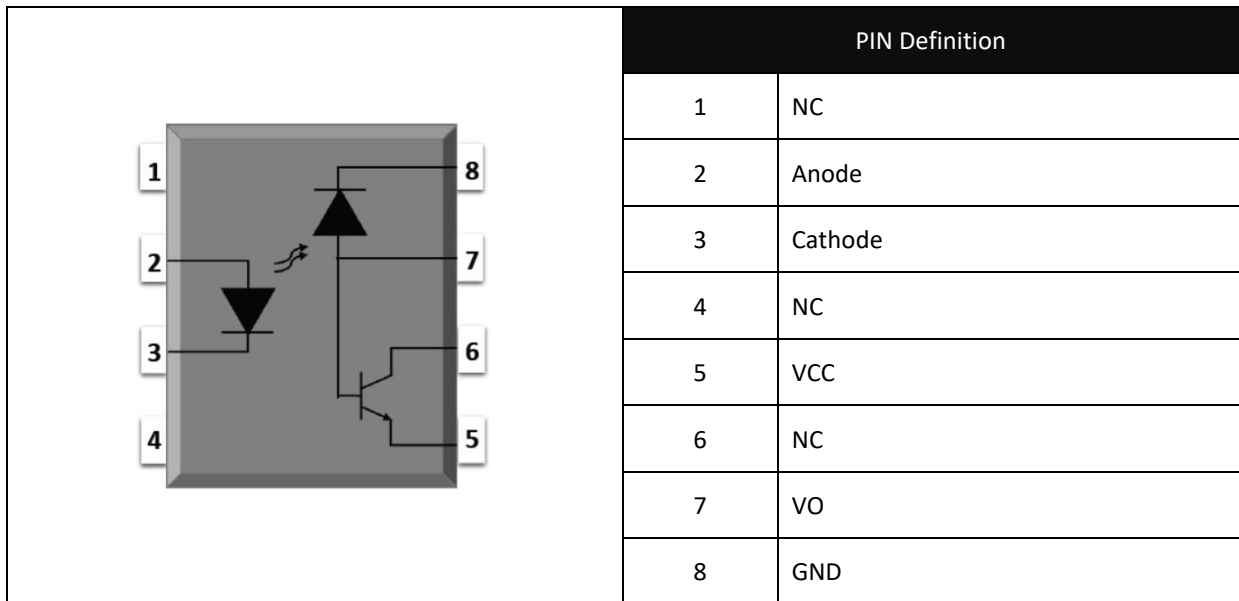 1
2
3
4
8
7
6
5
PIN Definition
1 NC
2 Anode
3 Cathode
4 NC
5 VCC
6 NC
7 VO
8 GND